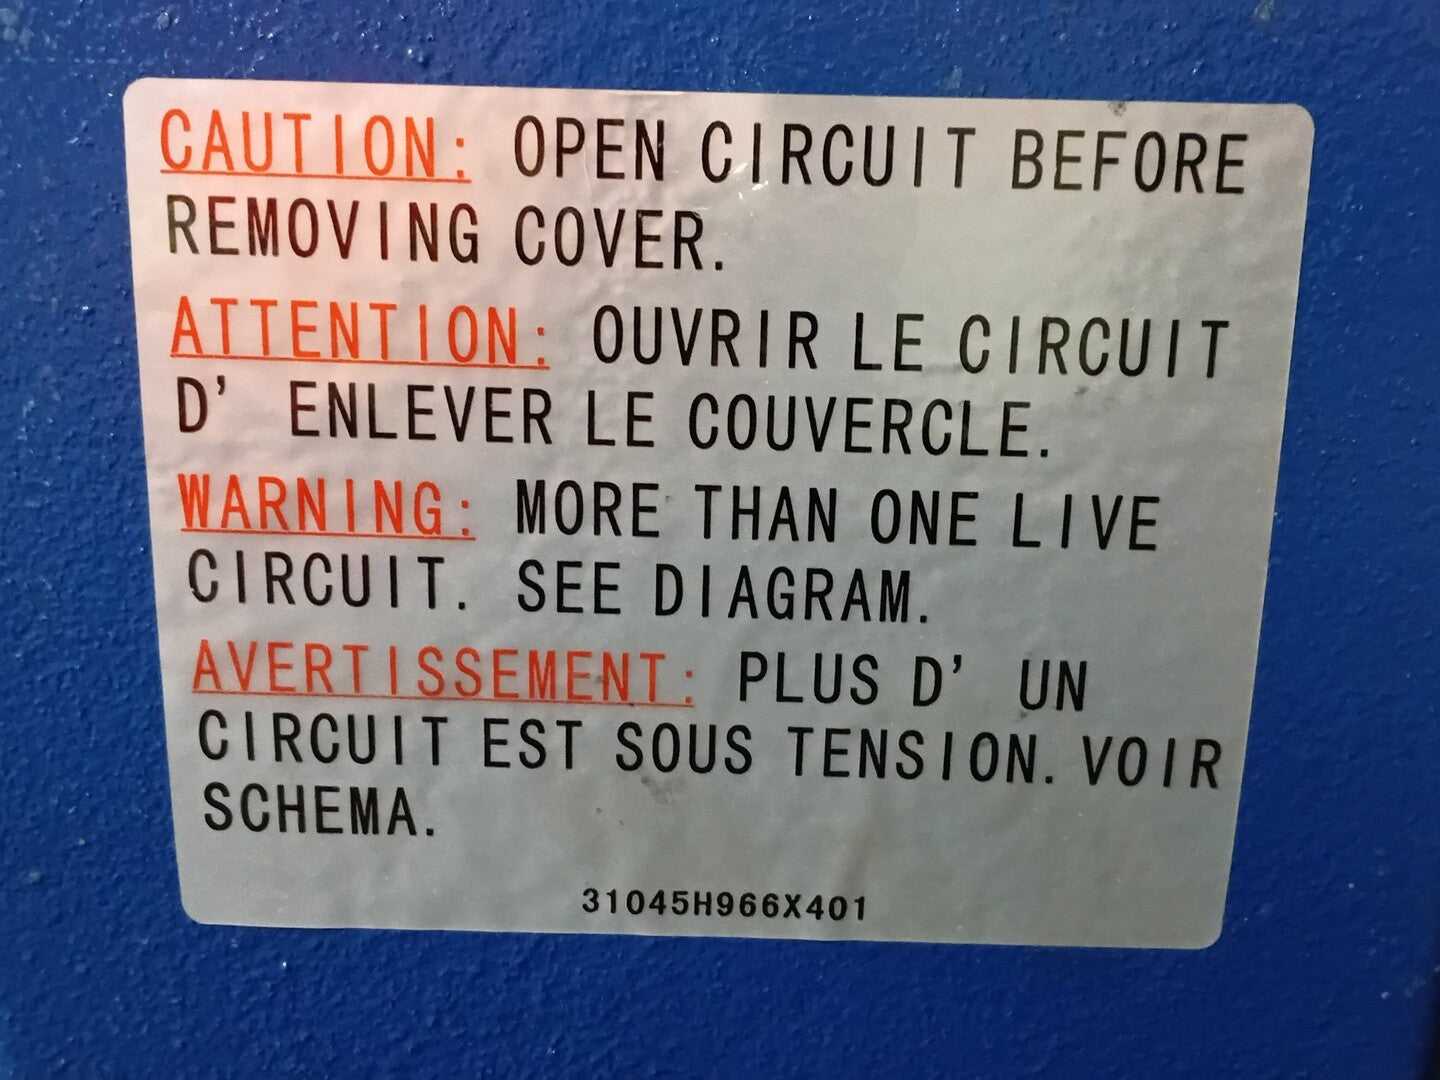 CAUTION: OPEN CIRCUIT BEFORE
REMOVING COVER.
ATTENTION: OUVRIR LE CIRCUIT
D' ENLEVER LE COUVERCLE.
WARNING: MORE THAN ONE LIVE
CIRCUIT. SEE DIAGRAM.
AVERTISSEMENT: PLUS D' UN
CIRCUIT EST SOUS TENSION. VOIR
SCHEMA.
31045H966X401